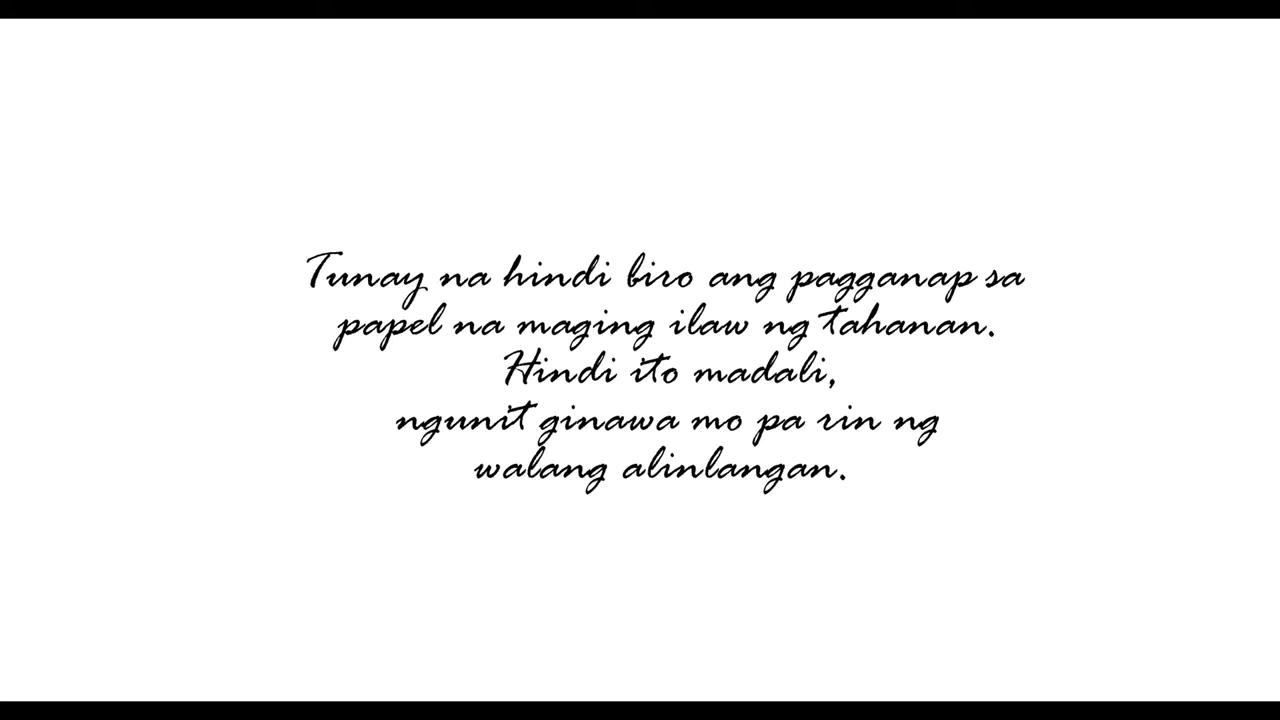 Tunay na hindi biro ang pagganap sa
papel na maging ilaw ng tahanan.
Hindi ito madali,
ngunit ginawa mo pa rin ng
walang alinlangan.